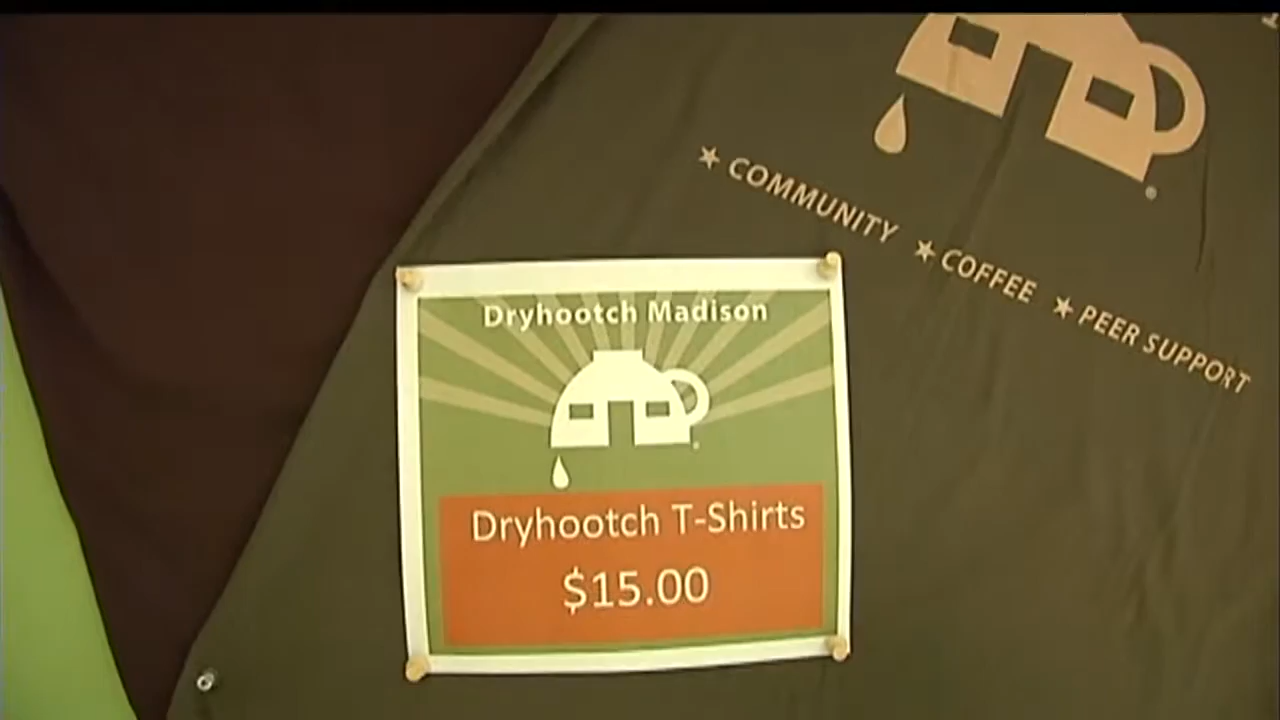 ★ COMMUNITY ★ COFFEE ★ PEER SUPPORT
Dryhootch Madison
Dryhootch T-Shirts
$15.00